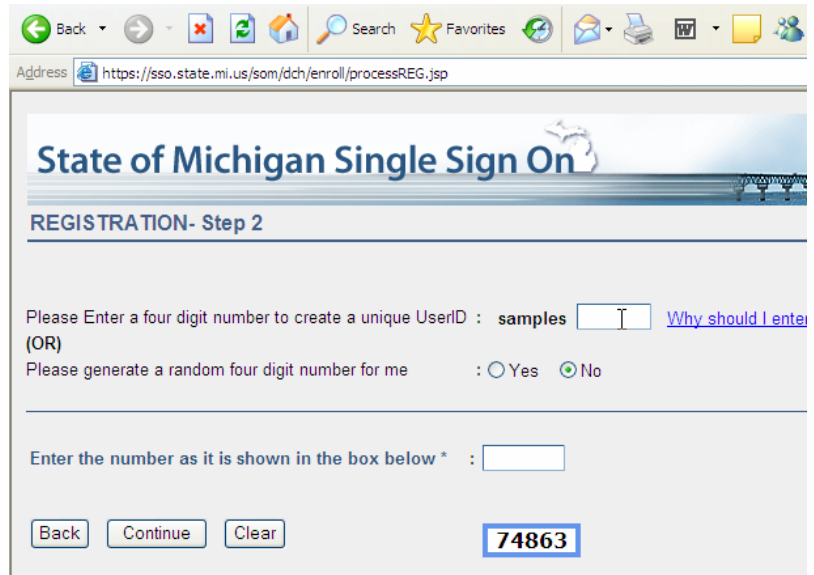 Back Search Favorites
Address https://sso.state.mi.us/som/dch/enroll/processREG.jsp
State of Michigan Single Sign On
REGISTRATION- Step 2
Please Enter a four digit number to create a unique UserID : samples Why should I enter
(OR)
Please generate a random four digit number for me : Yes No
Enter the number as it is shown in the box below * :
Back Continue Clear
74863